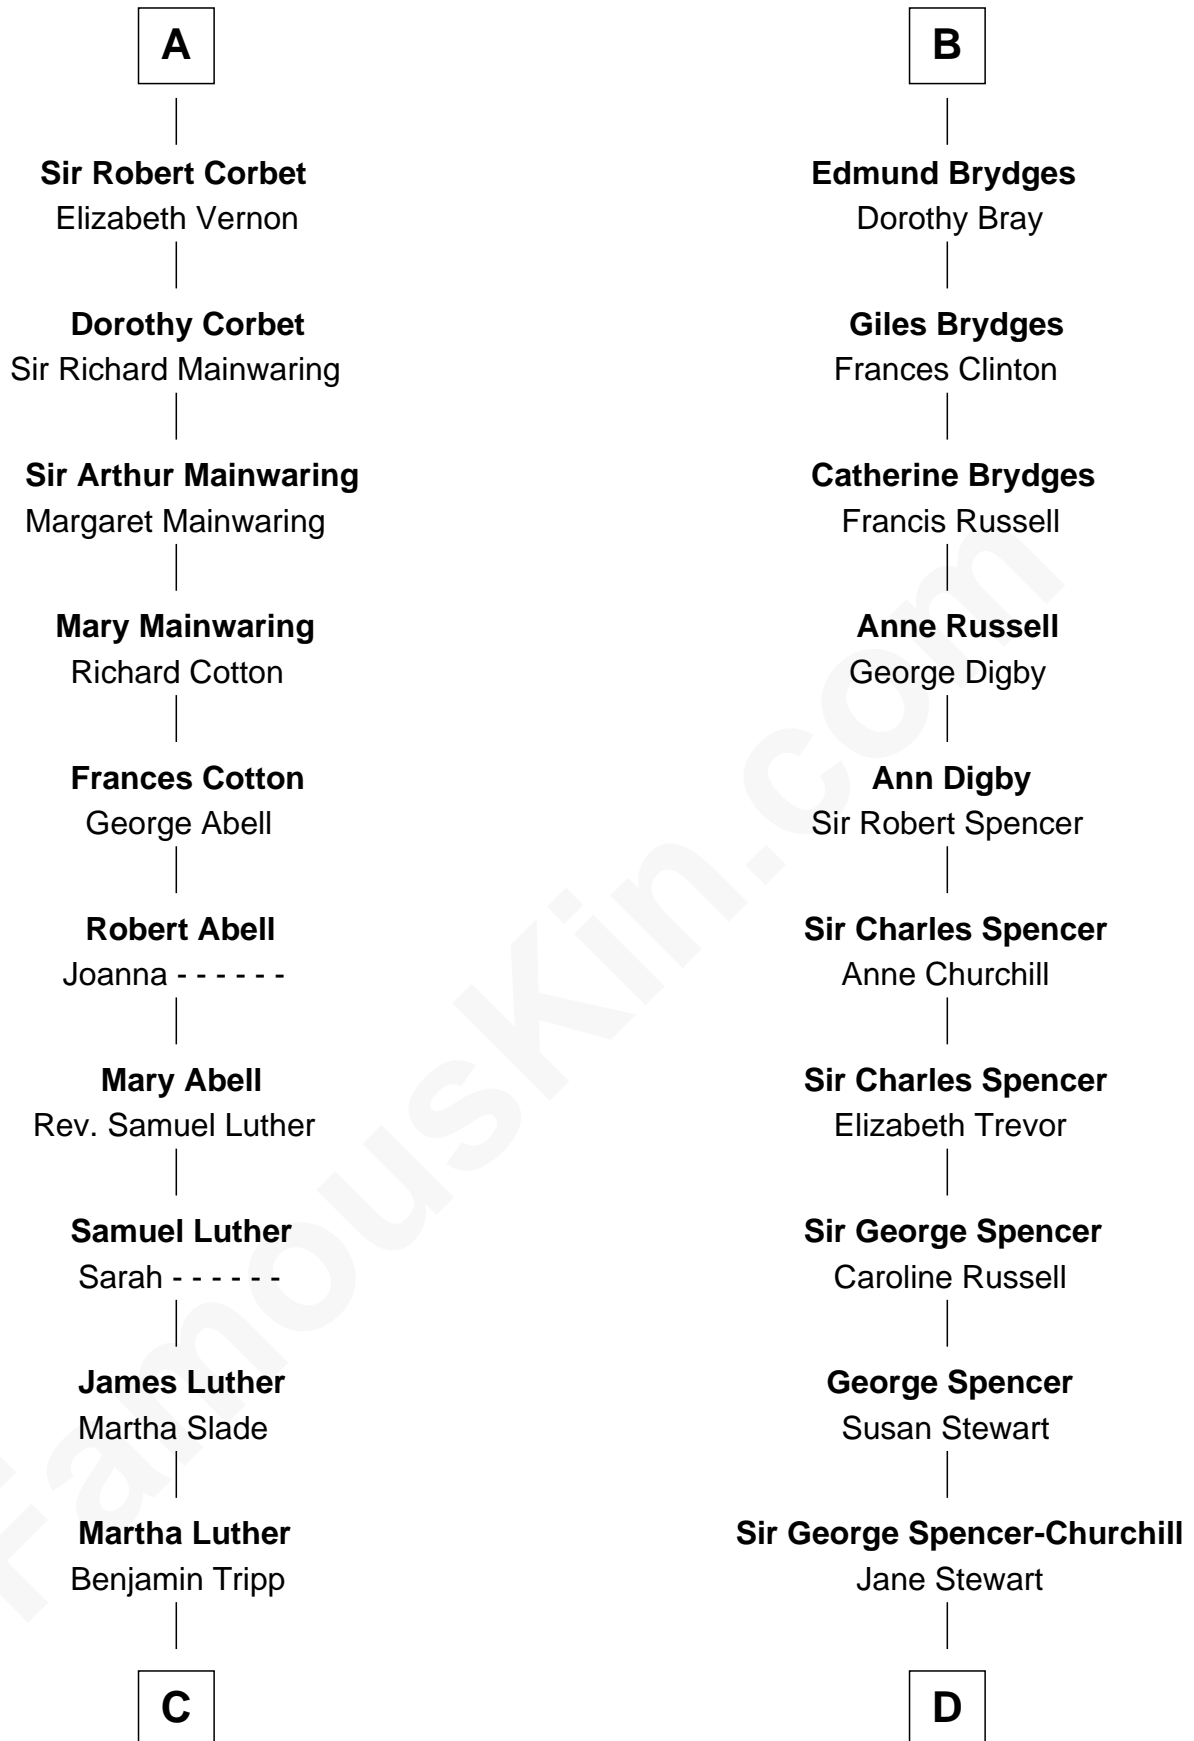 A
Sir Robert Corbet
Elizabeth Vernon
Dorothy Corbet
Sir Richard Mainwaring
Sir Arthur Mainwaring
Margaret Mainwaring
Mary Mainwaring
Richard Cotton
Frances Cotton
George Abell
Robert Abell
Joanna - - - - - -
Mary Abell
Rev. Samuel Luther
Samuel Luther
Sarah - - - - - -
James Luther
Martha Slade
Martha Luther
Benjamin Tripp
C
B
Edmund Brydges
Dorothy Bray
Giles Brydges
Frances Clinton
Catherine Brydges
Francis Russell
Anne Russell
George Digby
Ann Digby
Sir Robert Spencer
Sir Charles Spencer
Anne Churchill
Sir Charles Spencer
Elizabeth Trevor
Sir George Spencer
Caroline Russell
George Spencer
Susan Stewart
Sir George Spencer-Churchill
Jane Stewart
D
FamousKin.com